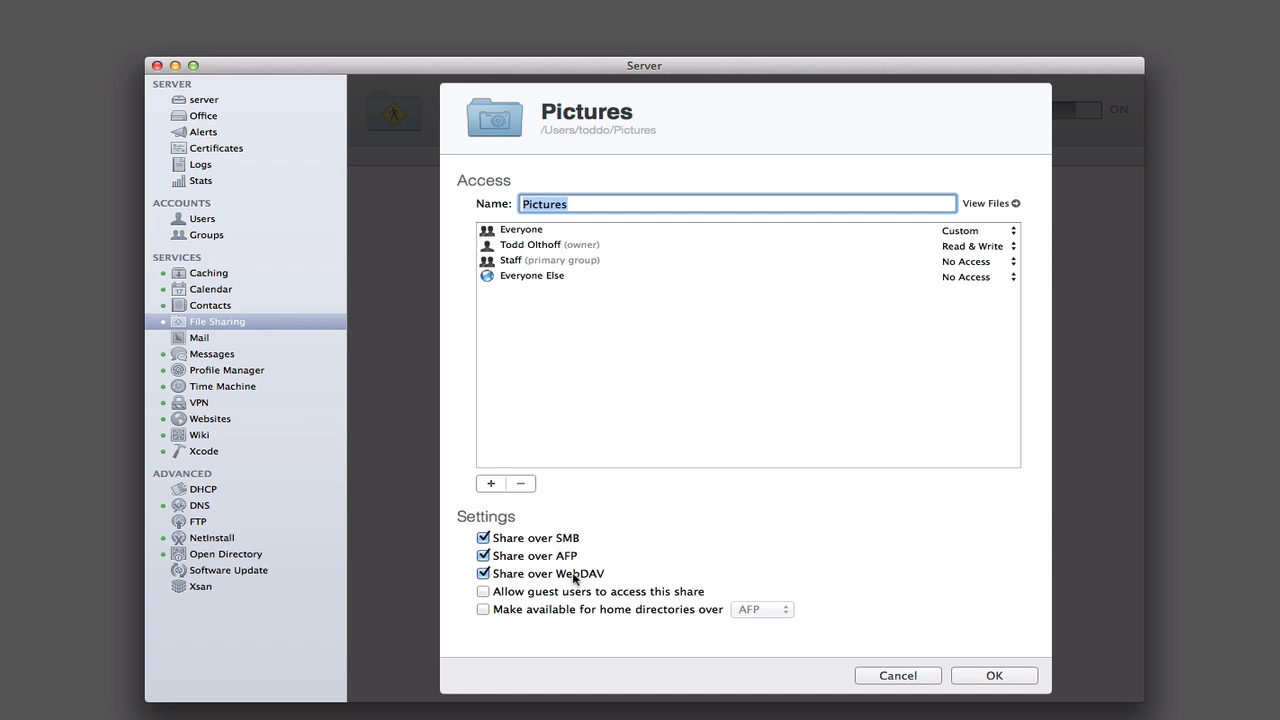 Server
SERVER
server
Office
Alerts
Certificates
Logs
Stats
ACCOUNTS
Users
Groups
SERVICES
Caching
Calendar
Contacts
File Sharing
Mail
Messages
Profile Manager
Time Machine
VPN
Websites
Wiki
Xcode
ADVANCED
DHCP
DNS
FTP
NetInstall
Open Directory
Software Update
Xsan
ON
Pictures
/Users/toddo/Pictures
Access
Name: Pictures View Files
Everyone Custom
Todd Olthoff (owner) Read & Write
Staff (primary group) No Access
Everyone Else No Access
+ −
Settings
Share over SMB
Share over AFP
Share over WebDAV
Allow guest users to access this share
Make available for home directories over AFP
Cancel OK